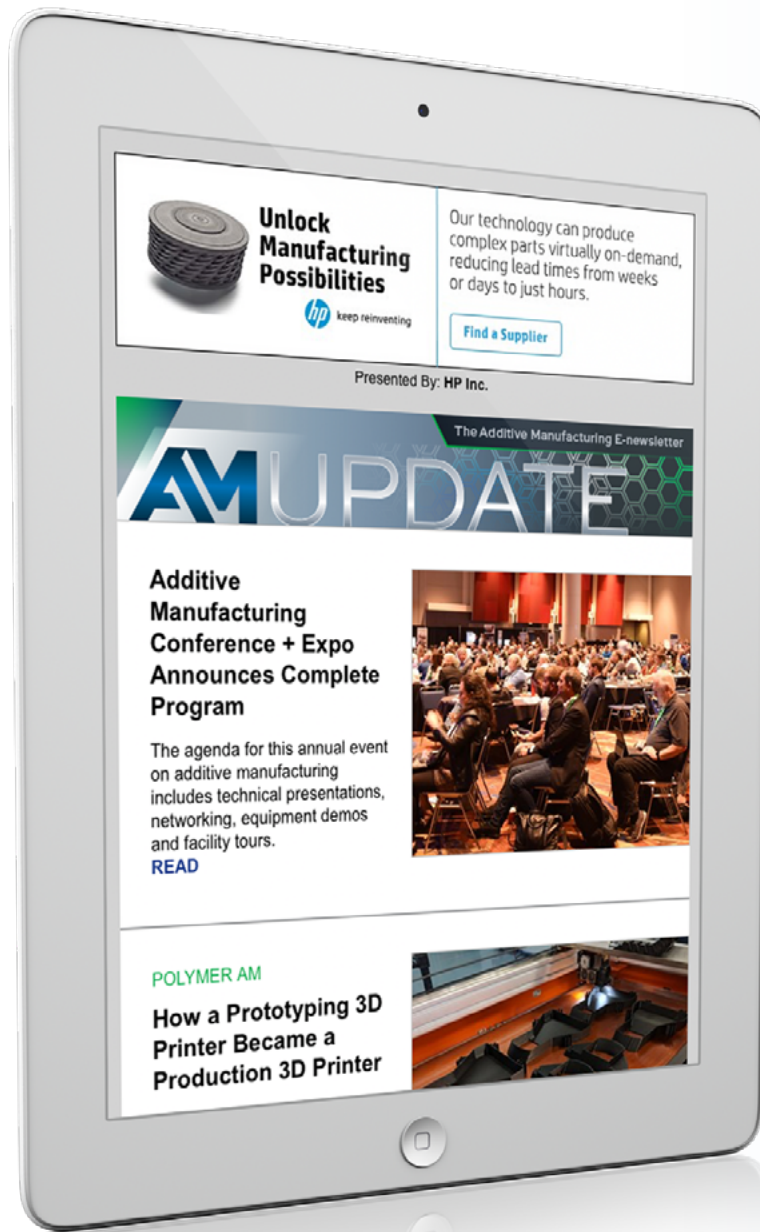 Unlock
Manufacturing
Possibilities
hp keep reinventing
Our technology can produce
complex parts virtually on-demand,
reducing lead times from weeks
or days to just hours.
Find a Supplier
Presented By: HP Inc.
The Additive Manufacturing E-newsletter
AM UPDATE
Additive
Manufacturing
Conference + Expo
Announces Complete
Program
The agenda for this annual event
on additive manufacturing
includes technical presentations,
networking, equipment demos
and facility tours.
READ
POLYMER AM
How a Prototyping 3D
Printer Became a
Production 3D Printer